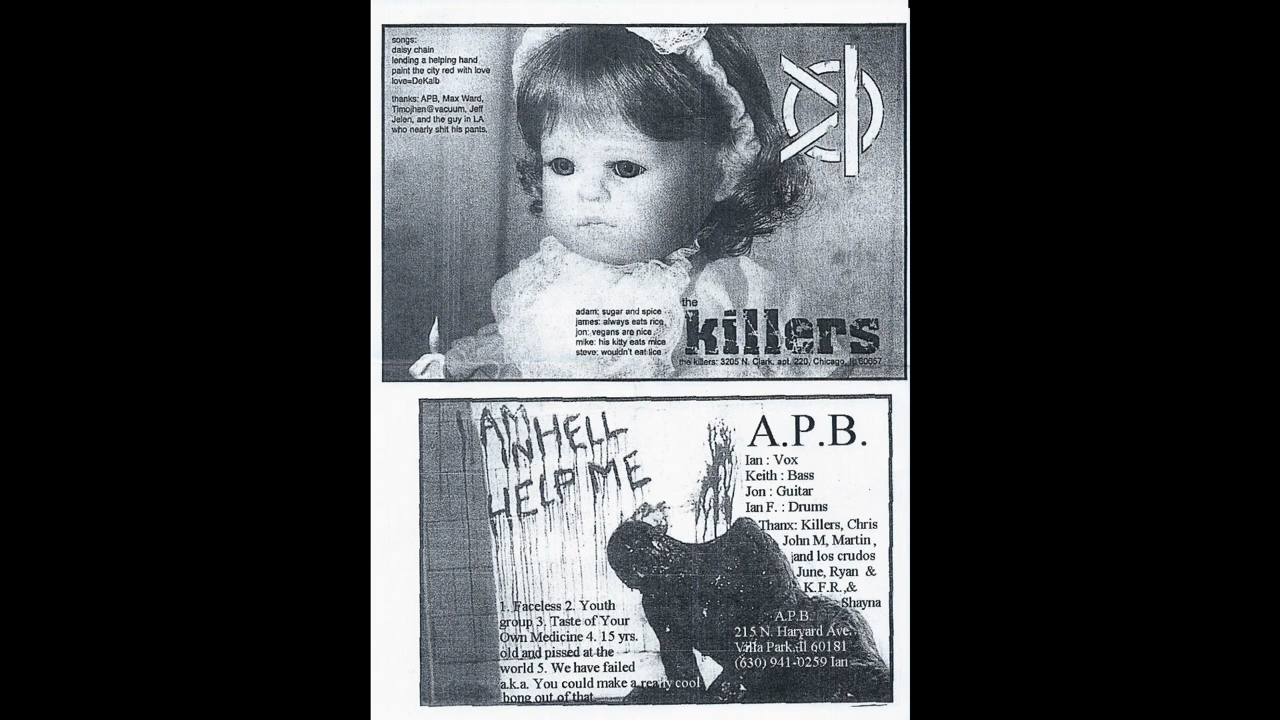 songs:
daisy chain
lending a helping hand
paint the city red with love
love=DeKalb
thanks: APB, Max Ward,
Timojhen@vacuum, Jeff
Jelen, and the guy in LA
who nearly shit his pants.
adam: sugar and spice
james: always eats rice
jon: vegans are nice
mike: his kitty eats mice
steve: wouldn't eat lice
the
killers
the killers: 3205 N. Clark, apt. 220, Chicago, IL 60657
I AM
IN HELL
HELP ME
A.P.B.
Ian : Vox
Keith : Bass
Jon : Guitar
Ian F. : Drums
Thanx: Killers, Chris
John M, Martin ,
and los crudos
June, Ryan &
K.F.R.,&
Shayna
A.P.B.
215 N. Harvard Ave.
Villa Park, Il 60181
(630) 941-0259 Ian
1. Faceless 2. Youth
group 3. Taste of Your
Own Medicine 4. 15 yrs.
old and pissed at the
world 5. We have failed
a.k.a. You could make a really cool
bong out of that